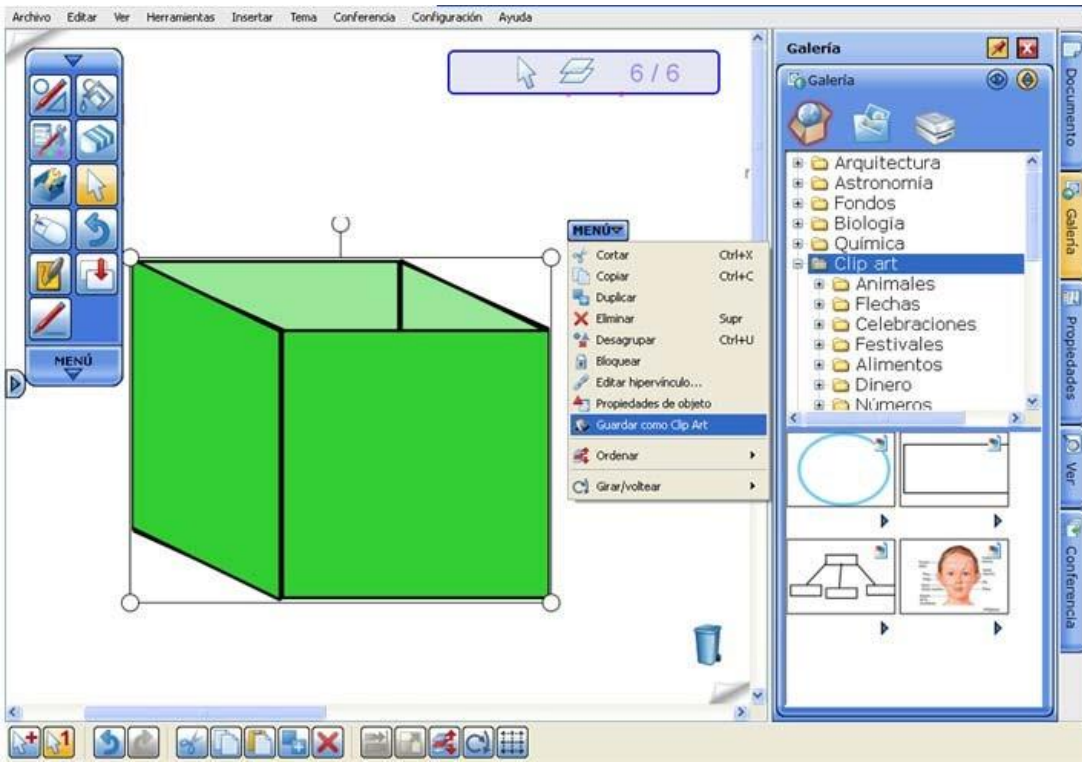 Archivo Editar Ver Herramientas Insertar Tema Conferencia Configuración Ayuda
6 / 6
MENÚ
MENÚ
Cortar Ctrl+X
Copiar Ctrl+C
Duplicar
Eliminar Supr
Desagrupar Ctrl+U
Bloquear
Editar hipervínculo...
Propiedades de objeto
Guardar como Clip Art
Ordenar
Girar/voltear
Galería
Galería
Arquitectura
Astronomía
Fondos
Biologia
Química
Clip art
Animales
Flechas
Celebraciones
Festivales
Alimentos
Dinero
Números
Documento
Galería
Propiedades
Ver
Conferencia
1